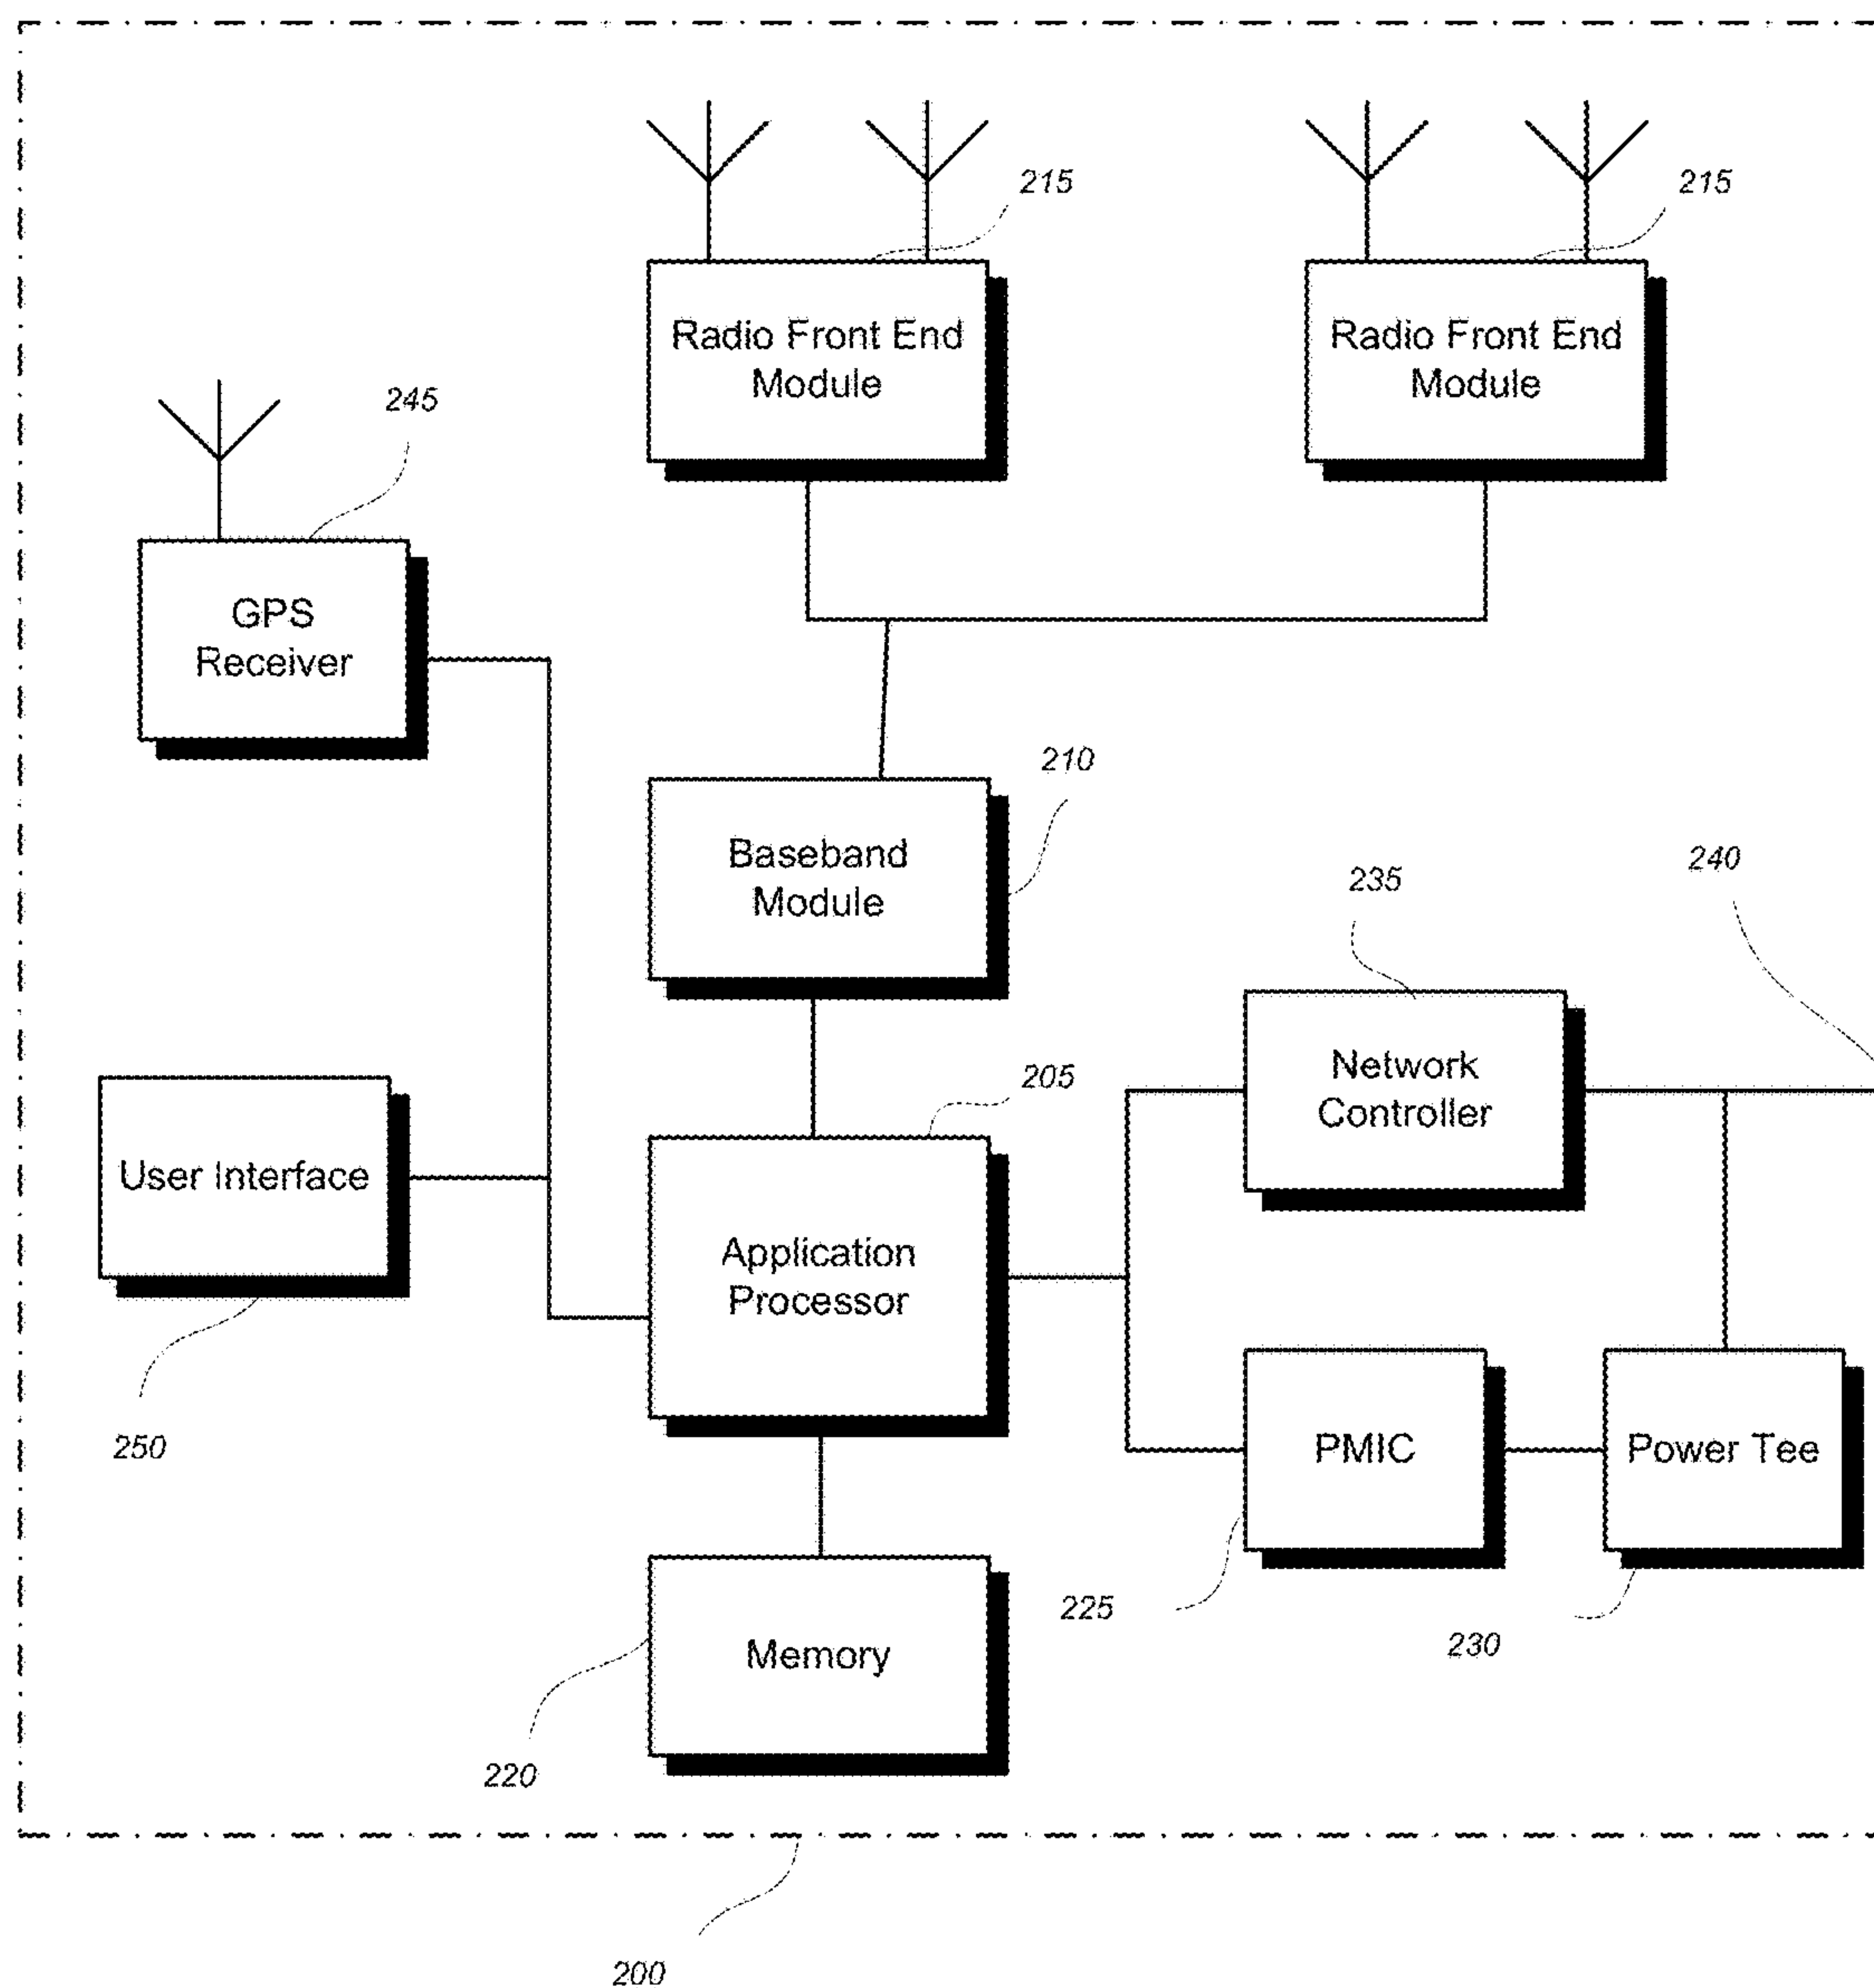 215
215
Radio Front End
Module
Radio Front End
Module
245
GPS
Receiver
210
Baseband
Module
235
240
Network
Controller
205
User Interface
Application
Processor
250
PMIC
Power Tee
225
230
Memory
220
200